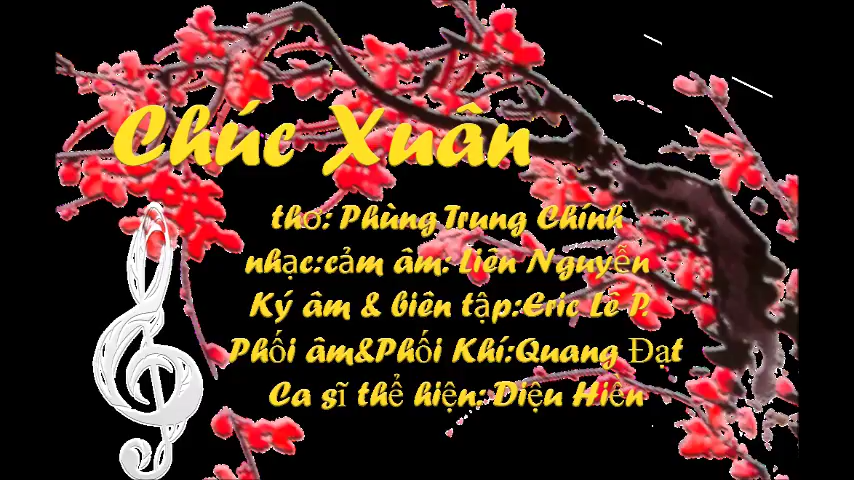 Chúc Xuân
thơ: Phùng Trung Chính
nhạc:cảm âm: Liên Nguyễn
Ký âm & biên tập:Eric Lê P.
Phối âm&Phối Khí:Quang Đạt
Ca sĩ thể hiện: Diệu Hiền